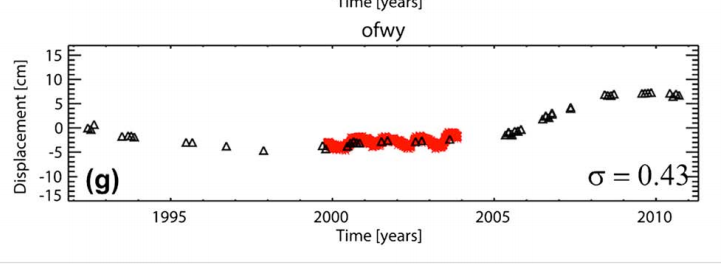 Time [years]
ofwy
Displacement [cm]
15
10
5
0
-5
-10
-15
(g)
σ = 0.43
1995
2000
2005
2010
Time [years]